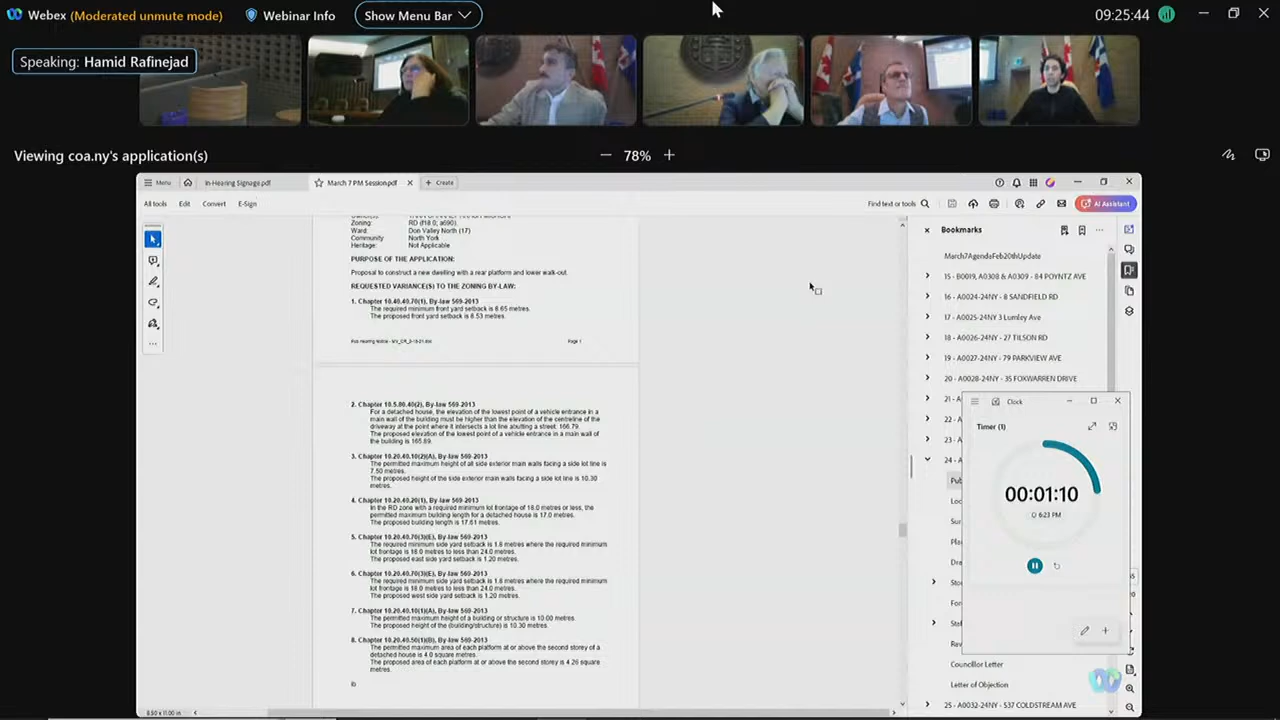 Webex (Moderated unmute mode) Webinar Info Show Menu Bar 09:25:44
Speaking: Hamid Rafinejad
Viewing coa.ny's application(s) 78%
Menu In-Hearing Signage.pdf March 7 PM Session.pdf Create
All tools Edit Convert E-Sign Find text or tools AI Assistant
Zoning: RD (f18.0; a690)
Ward: Don Valley North (17)
Community North York
Heritage: Not Applicable
PURPOSE OF THE APPLICATION:
Proposal to construct a new dwelling with a rear platform and lower walk-out.
REQUESTED VARIANCE(S) TO THE ZONING BY-LAW:
1. Chapter 10.40.40.70(1), By-law 569-2013
The required minimum front yard setback is 8.65 metres.
The proposed front yard setback is 8.53 metres.
Page 1
2. Chapter 10.5.80.40(2), By-law 569-2013
For a detached house, the elevation of the lowest point of a vehicle entrance in a
main wall of the building must be higher than the elevation of the centreline of the
driveway at the point where it intersects a lot line abutting a street. 166.79.
The proposed elevation of the lowest point of a vehicle entrance in a main wall of
the building is 165.89.
3. Chapter 10.20.40.10(2)(A), By-law 569-2013
The permitted maximum height of all side exterior main walls facing a side lot line is
7.50 metres.
The proposed height of the side exterior main walls facing a side lot line is 10.30
metres.
4. Chapter 10.20.40.20(1), By-law 569-2013
In the RD zone with a required minimum lot frontage of 18.0 metres or less, the
permitted maximum building length for a detached house is 17.0 metres.
The proposed building length is 17.61 metres.
5. Chapter 10.20.40.70(3)(E), By-law 569-2013
The required minimum side yard setback is 1.8 metres where the required minimum
lot frontage is 18.0 metres to less than 24.0 metres.
The proposed east side yard setback is 1.20 metres.
6. Chapter 10.20.40.70(3)(E), By-law 569-2013
The required minimum side yard setback is 1.8 metres where the required minimum
lot frontage is 18.0 metres to less than 24.0 metres.
The proposed west side yard setback is 1.20 metres.
7. Chapter 10.20.40.10(1)(A), By-law 569-2013
The permitted maximum height of a building or structure is 10.00 metres.
The proposed height of the (building/structure) is 10.30 metres.
8. Chapter 10.20.40.50(1)(B), By-law 569-2013
The permitted maximum area of each platform at or above the second storey of a
detached house is 4.0 square metres.
The proposed area of each platform at or above the second storey is 4.26 square
metres.
8.50 x 11.00 in
Bookmarks
March7AgendaFeb20thUpdate
15 - B0019, A0308 & A0309 - 84 POYNTZ AVE
16 - A0024-24NY - 8 SANDFIELD RD
17 - A0025-24NY 3 Lumley Ave
18 - A0026-24NY - 27 TILSON RD
19 - A0027-24NY - 79 PARKVIEW AVE
20 - A0028-24NY - 35 FOXWARREN DRIVE
21 - A
22 - A
23 - A
24 - A
Councillor Letter
Letter of Objection
25 - A0032-24NY - 537 COLDSTREAM AVE
Clock
Timer (1)
00:01:10
6:23 PM